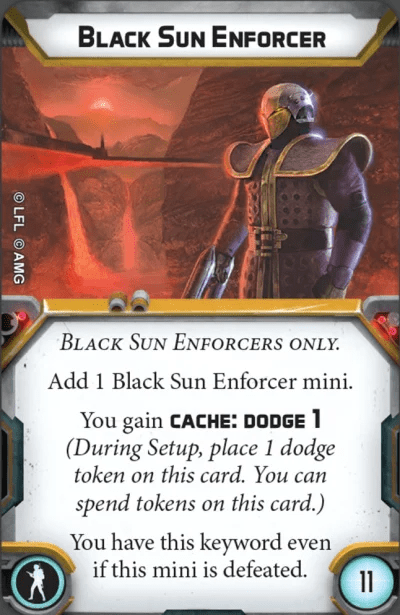 Black Sun Enforcer
© LFL © AMG
Black Sun Enforcers only.
Add 1 Black Sun Enforcer mini.
You gain CACHE: DODGE 1
(During Setup, place 1 dodge
token on this card. You can
spend tokens on this card.)
You have this keyword even
if this mini is defeated.
11